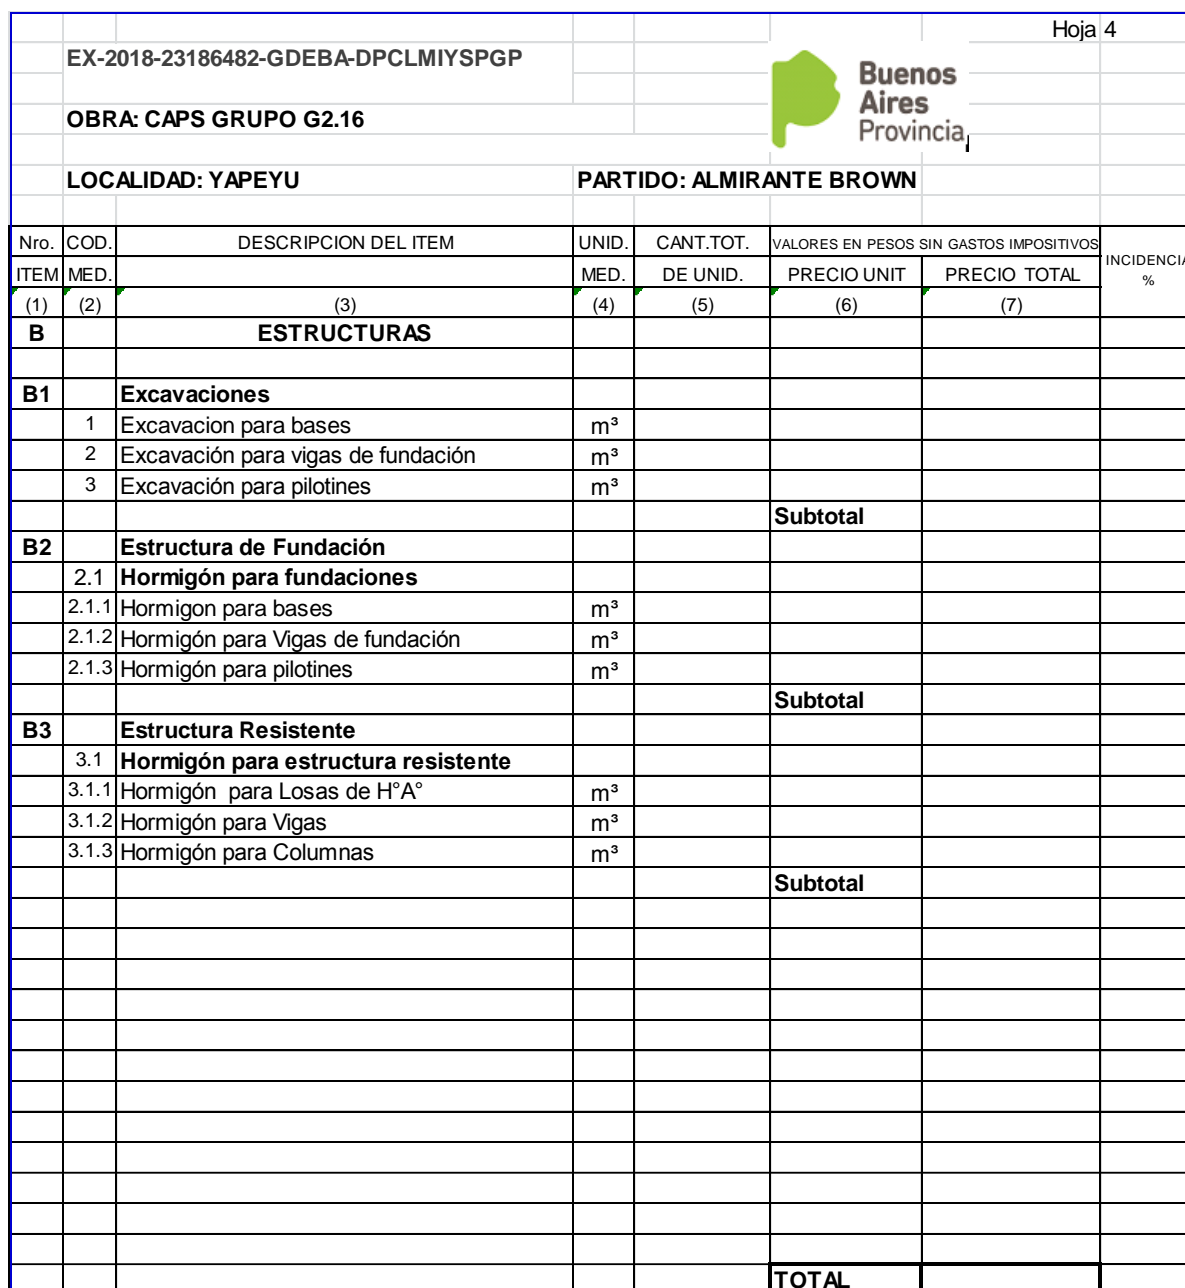 Hoja 4
EX-2018-23186482-GDEBA-DPCLMIYSPGP
Buenos
Aires
Provincia
OBRA: CAPS GRUPO G2.16
LOCALIDAD: YAPEYU PARTIDO: ALMIRANTE BROWN
Nro. COD. DESCRIPCION DEL ITEM UNID. CANT.TOT. VALORES EN PESOS SIN GASTOS IMPOSITIVOS INCIDENCIA
ITEM MED. MED. DE UNID. PRECIO UNIT PRECIO TOTAL %
(1) (2) (3) (4) (5) (6) (7)
B ESTRUCTURAS
B1 Excavaciones
1 Excavacion para bases m³
2 Excavación para vigas de fundación m³
3 Excavación para pilotines m³
Subtotal
B2 Estructura de Fundación
2.1 Hormigón para fundaciones
2.1.1 Hormigon para bases m³
2.1.2 Hormigón para Vigas de fundación m³
2.1.3 Hormigón para pilotines m³
Subtotal
B3 Estructura Resistente
3.1 Hormigón para estructura resistente
3.1.1 Hormigón para Losas de H°A° m³
3.1.2 Hormigón para Vigas m³
3.1.3 Hormigón para Columnas m³
Subtotal
TOTAL